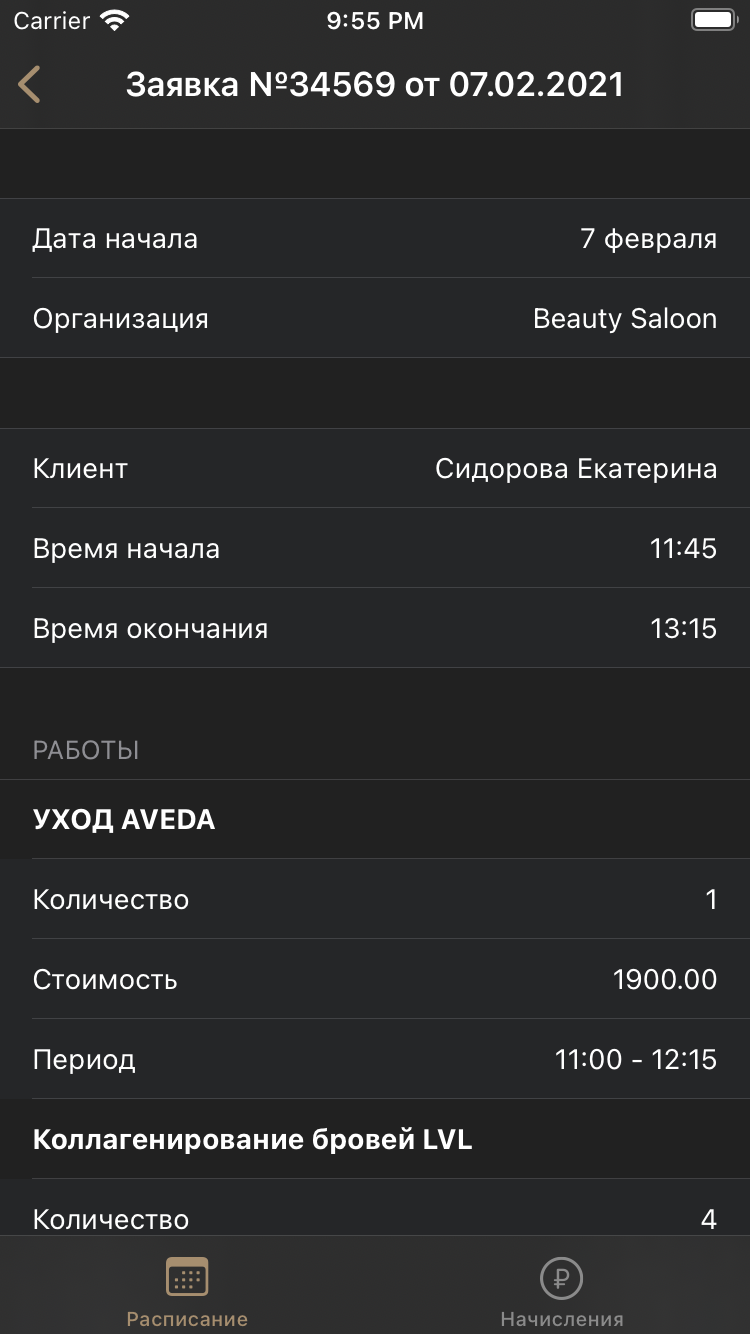 Carrier 9:55 PM
Заявка №34569 от 07.02.2021
Дата начала 7 февраля
Организация Beauty Saloon
Клиент Сидорова Екатерина
Время начала 11:45
Время окончания 13:15
РАБОТЫ
УХОД AVEDA
Количество 1
Стоимость 1900.00
Период 11:00 - 12:15
Коллагенирование бровей LVL
Количество 4
Расписание Начисления